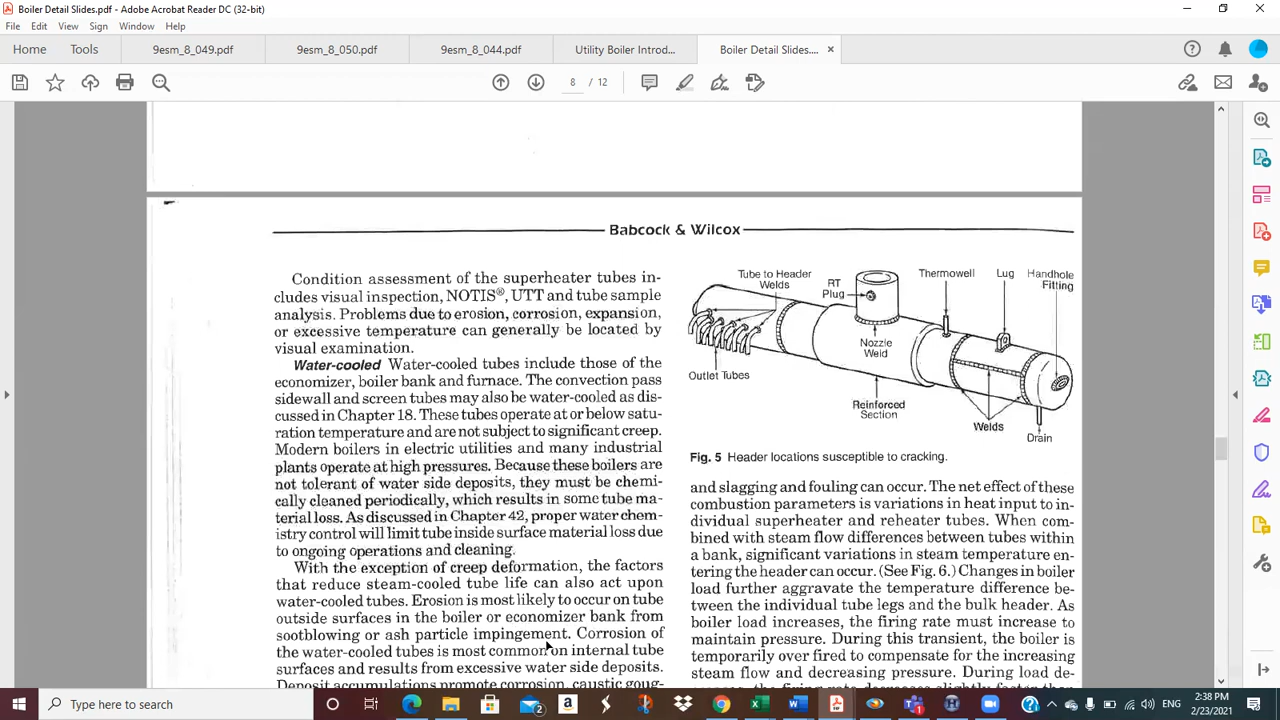 Boiler Detail Slides.pdf - Adobe Acrobat Reader DC (32-bit)
File Edit View Sign Window Help
Home Tools 9esm_8_049.pdf 9esm_8_050.pdf 9esm_8_044.pdf Utility Boiler Introd... Boiler Detail Slides.... ×
8 / 12
Babcock & Wilcox
Condition assessment of the superheater tubes in-
cludes visual inspection, NOTIS®, UTT and tube sample
analysis. Problems due to erosion, corrosion, expansion,
or excessive temperature can generally be located by
visual examination.
Water-cooled Water-cooled tubes include those of the
economizer, boiler bank and furnace. The convection pass
sidewall and screen tubes may also be water-cooled as dis-
cussed in Chapter 18. These tubes operate at or below satu-
ration temperature and are not subject to significant creep.
Modern boilers in electric utilities and many industrial
plants operate at high pressures. Because these boilers are
not tolerant of water side deposits, they must be chemi-
cally cleaned periodically, which results in some tube ma-
terial loss. As discussed in Chapter 42, proper water chem-
istry control will limit tube inside surface material loss due
to ongoing operations and cleaning.
With the exception of creep deformation, the factors
that reduce steam-cooled tube life can also act upon
water-cooled tubes. Erosion is most likely to occur on tube
outside surfaces in the boiler or economizer bank from
sootblowing or ash particle impingement. Corrosion of
the water-cooled tubes is most common on internal tube
surfaces and results from excessive water side deposits.
Deposit accumulations promote corrosion, caustic goug-
Tube to Header
Welds
RT
Plug
Thermowell
Lug
Handhole
Fitting
Nozzle
Weld
Outlet Tubes
Reinforced
Section
Welds
Drain
Fig. 5 Header locations susceptible to cracking.
and slagging and fouling can occur. The net effect of these
combustion parameters is variations in heat input to in-
dividual superheater and reheater tubes. When com-
bined with steam flow differences between tubes within
a bank, significant variations in steam temperature en-
tering the header can occur. (See Fig. 6.) Changes in boiler
load further aggravate the temperature difference be-
tween the individual tube legs and the bulk header. As
boiler load increases, the firing rate must increase to
maintain pressure. During this transient, the boiler is
temporarily over fired to compensate for the increasing
steam flow and decreasing pressure. During load de-
Type here to search
ENG
2:38 PM
2/23/2021